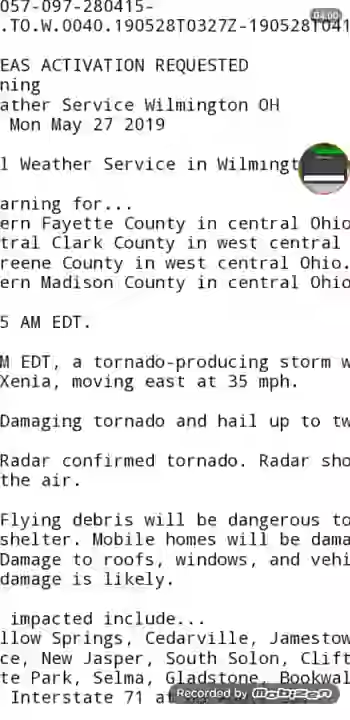 057-097-280415-
04:00
.TO.W.0040.190528T0327Z-190528T041
EAS ACTIVATION REQUESTED
ning
ather Service Wilmington OH
Mon May 27 2019
l Weather Service in Wilmingt
arning for...
ern Fayette County in central Ohio
tral Clark County in west central
reene County in west central Ohio.
ern Madison County in central Ohio
5 AM EDT.
M EDT, a tornado-producing storm w
Xenia, moving east at 35 mph.
Damaging tornado and hail up to tw
Radar confirmed tornado. Radar sho
the air.
Flying debris will be dangerous to
shelter. Mobile homes will be dama
Damage to roofs, windows, and vehi
damage is likely.
impacted include...
llow Springs, Cedarville, Jamestow
ce, New Jasper, South Solon, Clift
te Park, Selma, Gladstone, Bookwal
Interstate 71 at
Recorded by Mobizen